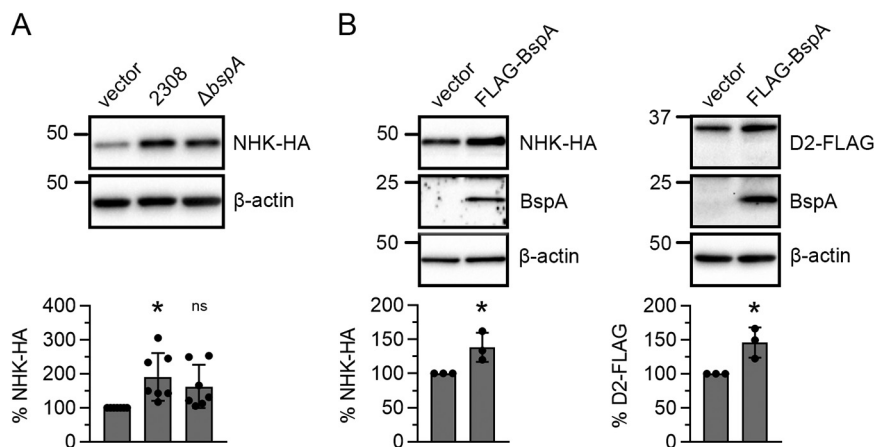 A
vector
2308
ΔbspA
50
NHK-HA
50
β-actin
400
300
200
100
0
% NHK-HA
*
ns
B
vector
FLAG-BspA
50
NHK-HA
25
BspA
50
β-actin
200
150
100
50
0
% NHK-HA
*
vector
FLAG-BspA
37
D2-FLAG
25
BspA
50
β-actin
200
150
100
50
0
% D2-FLAG
*